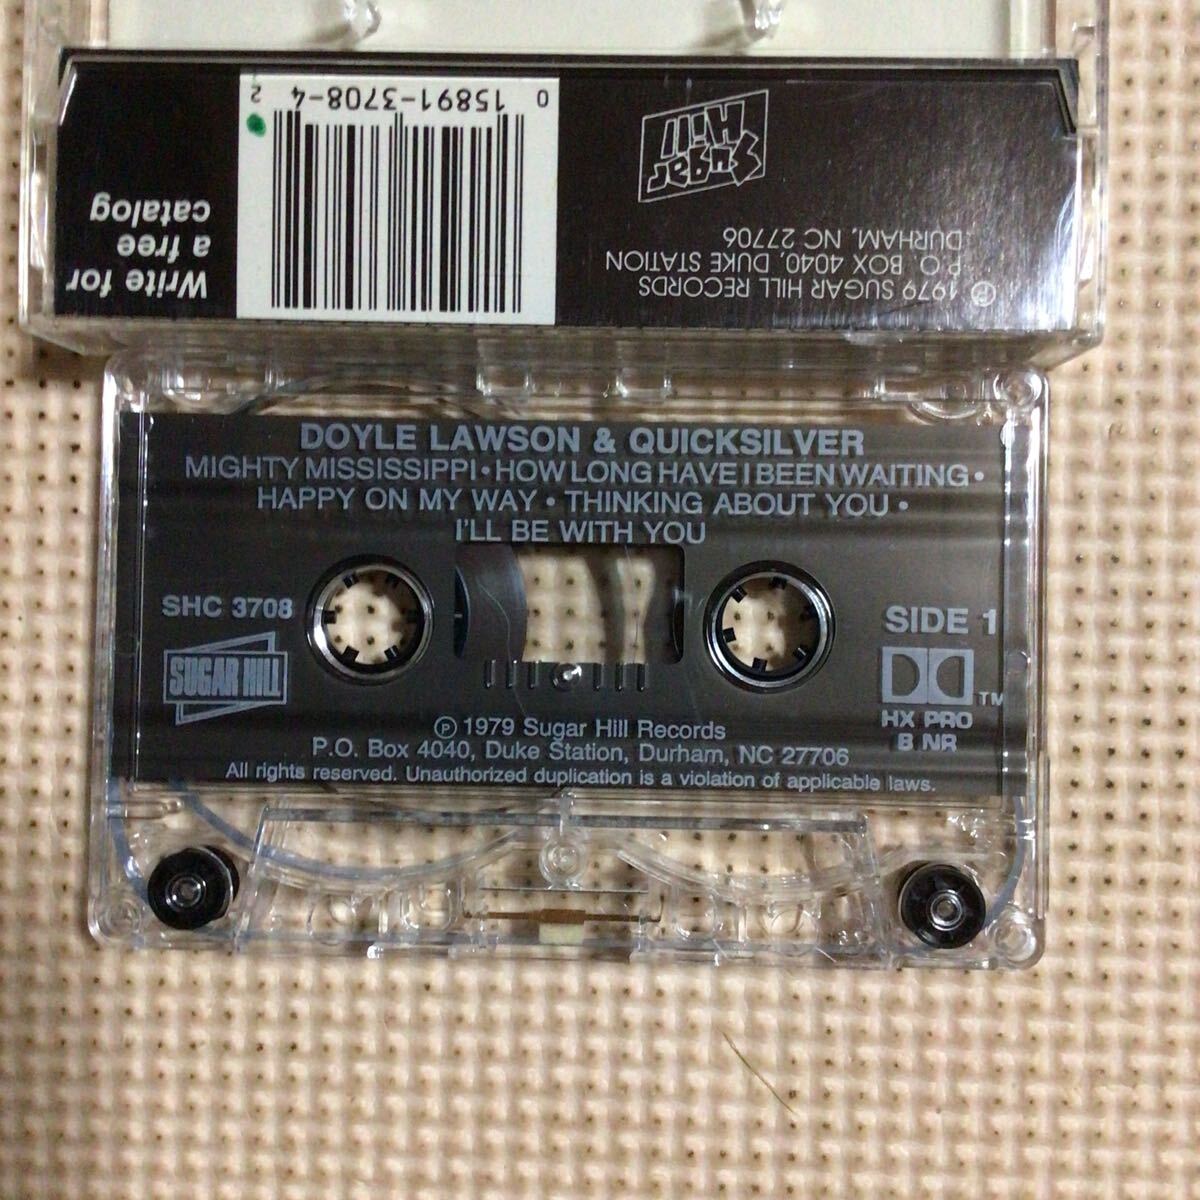 Write for
a free
catalog
0 15891-3708-4 2
Sugar
Hill
℗ 1979 SUGAR HILL RECORDS
P.O. BOX 4040, DUKE STATION
DURHAM, NC 27706
DOYLE LAWSON & QUICKSILVER
MIGHTY MISSISSIPPI • HOW LONG HAVE I BEEN WAITING •
HAPPY ON MY WAY • THINKING ABOUT YOU •
I'LL BE WITH YOU
SHC 3708
SUGAR HILL
SIDE 1
TM
HX PRO
B NR
℗ 1979 Sugar Hill Records
P.O. Box 4040, Duke Station, Durham, NC 27706
All rights reserved. Unauthorized duplication is a violation of applicable laws.